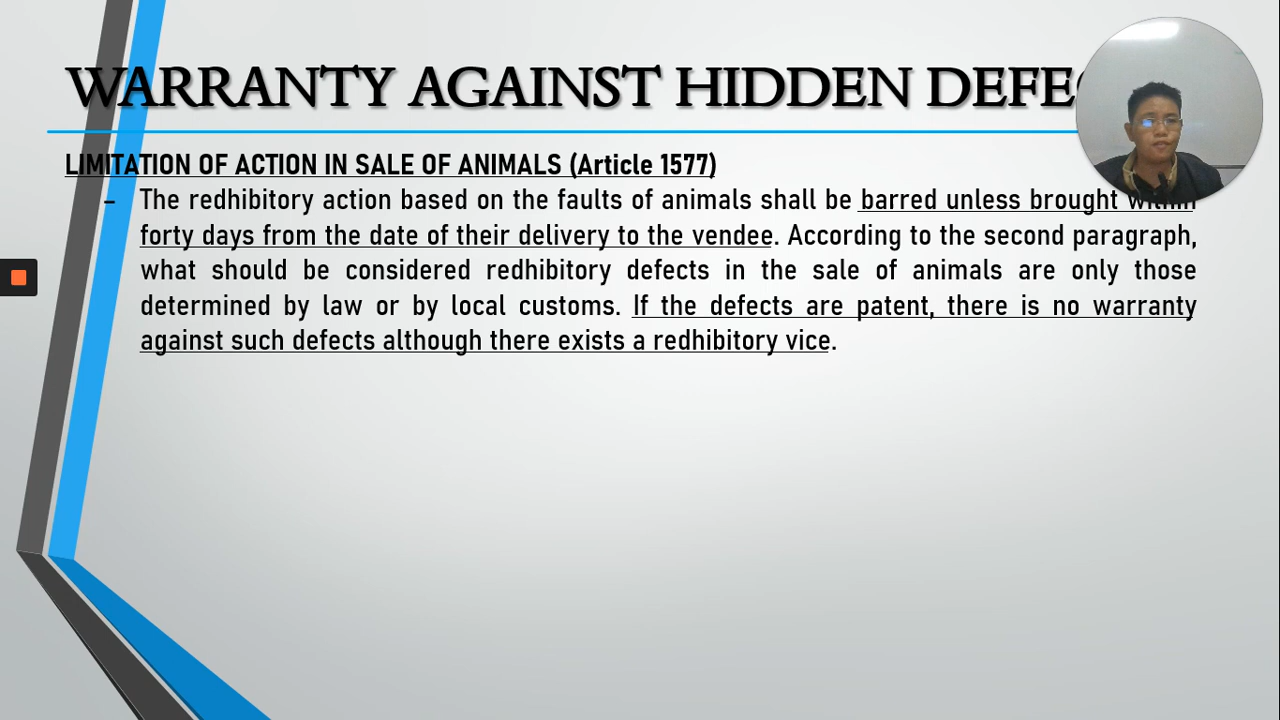 WARRANTY AGAINST HIDDEN
LIMITATION OF ACTION IN SALE OF ANIMALS (Article 1577)
- The redhibitory action based on the faults of animals shall be barred unless brought within
forty days from the date of their delivery to the vendee. According to the second paragraph,
what should be considered redhibitory defects in the sale of animals are only those
determined by law or by local customs. If the defects are patent, there is no warranty
against such defects although there exists a redhibitory vice.